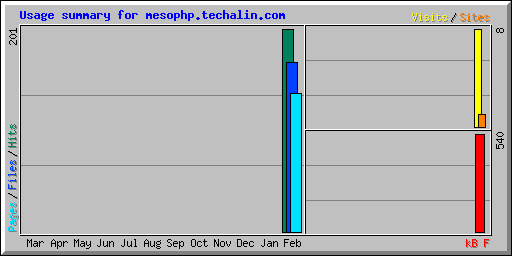 Usage summary for mesophp.techalin.com
Visits/Sites
201
8
Pages/Files/Hits
540
Mar Apr May Jun Jul Aug Sep Oct Nov Dec Jan Feb
kB F